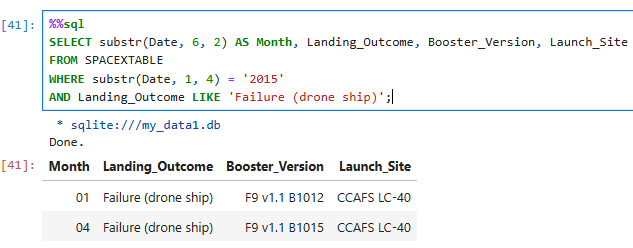 [41]: %%sql
SELECT substr(Date, 6, 2) AS Month, Landing_Outcome, Booster_Version, Launch_Site
FROM SPACEXTABLE
WHERE substr(Date, 1, 4) = '2015'
AND Landing_Outcome LIKE 'Failure (drone ship)';
* sqlite:///my_data1.db
Done.
[41]: Month Landing_Outcome Booster_Version Launch_Site
01 Failure (drone ship) F9 v1.1 B1012 CCAFS LC-40
04 Failure (drone ship) F9 v1.1 B1015 CCAFS LC-40